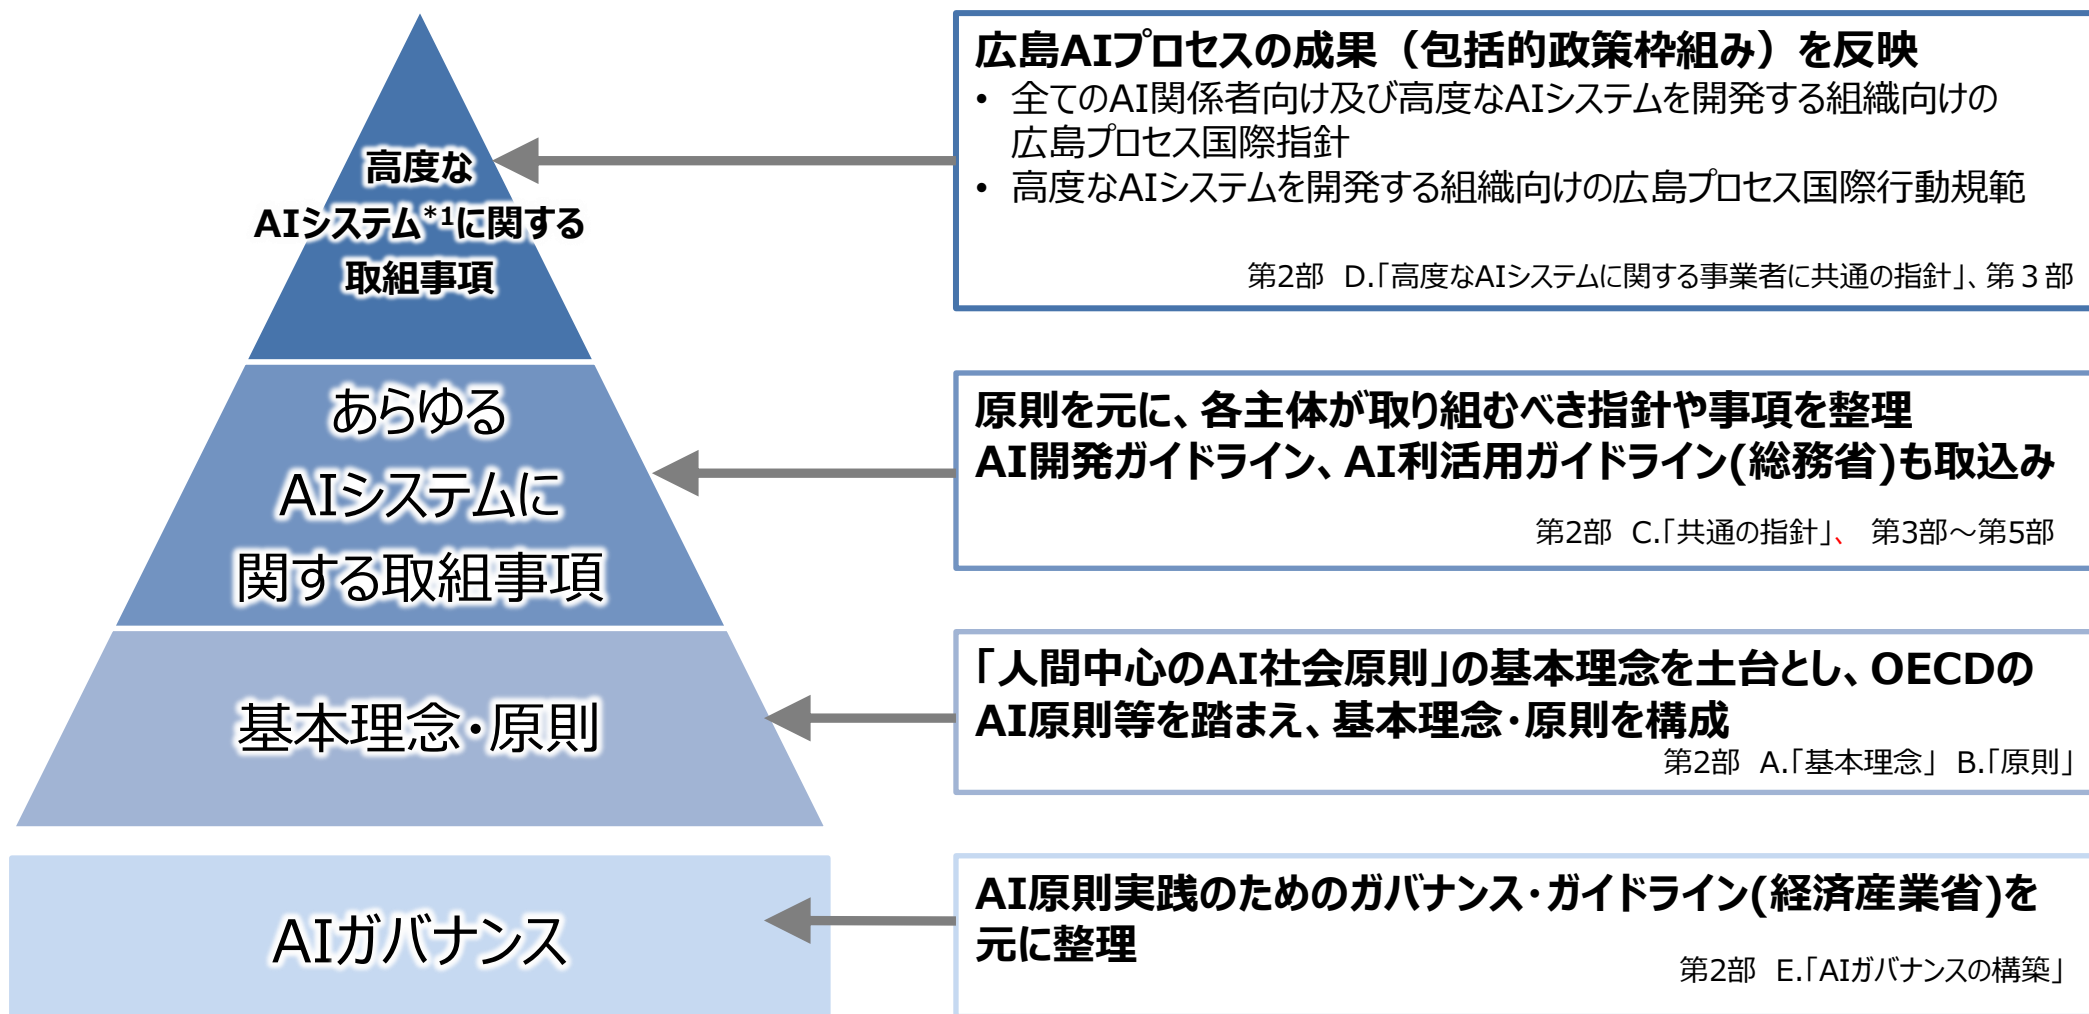 高度な
AIシステム*1に関する
取組事項
広島AIプロセスの成果（包括的政策枠組み）を反映
• 全てのAI関係者向け及び高度なAIシステムを開発する組織向けの
広島プロセス国際指針
• 高度なAIシステムを開発する組織向けの広島プロセス国際行動規範
第2部 D.「高度なAIシステムに関する事業者に共通の指針」、第３部
あらゆる
AIシステムに
関する取組事項
原則を元に、各主体が取り組むべき指針や事項を整理
AI開発ガイドライン、AI利活用ガイドライン(総務省)も取込み
第2部 C.「共通の指針」、 第3部～第5部
基本理念・原則
「人間中心のAI社会原則」の基本理念を土台とし、OECDの
AI原則等を踏まえ、基本理念・原則を構成
第2部 A.「基本理念」 B.「原則」
AIガバナンス
AI原則実践のためのガバナンス・ガイドライン(経済産業省)を
元に整理
第2部 E.「AIガバナンスの構築」